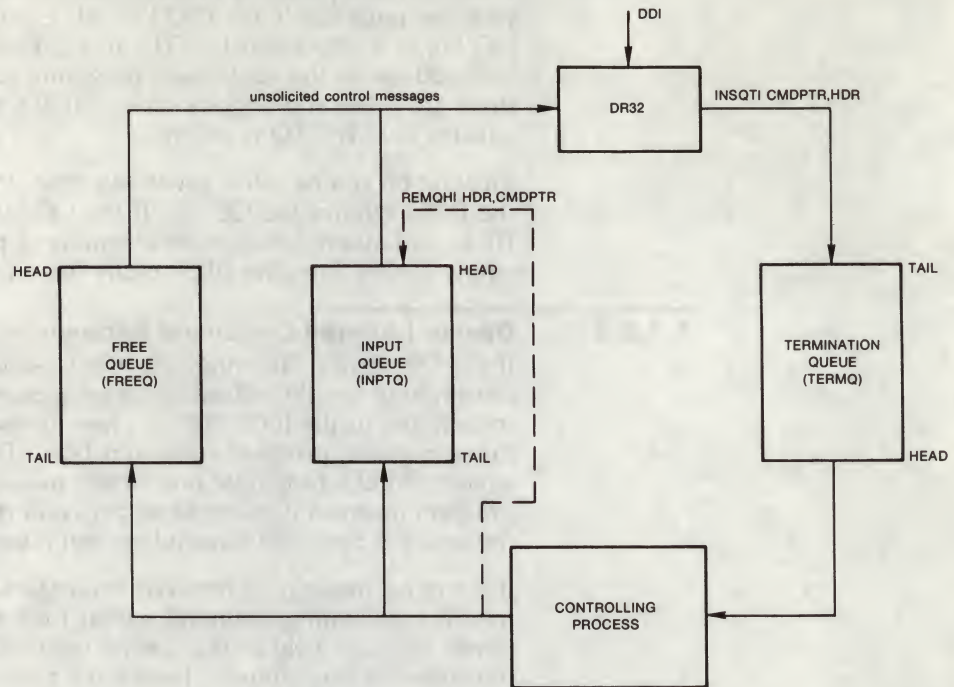 DDI
DR32
INSQTI CMDPTR,HDR
unsolicited control messages
REMQHI HDR,CMDPTR
HEAD
HEAD
TAIL
FREE
QUEUE
(FREEQ)
INPUT
QUEUE
(INPTQ)
TERMINATION
QUEUE
(TERMQ)
TAIL
TAIL
HEAD
CONTROLLING
PROCESS